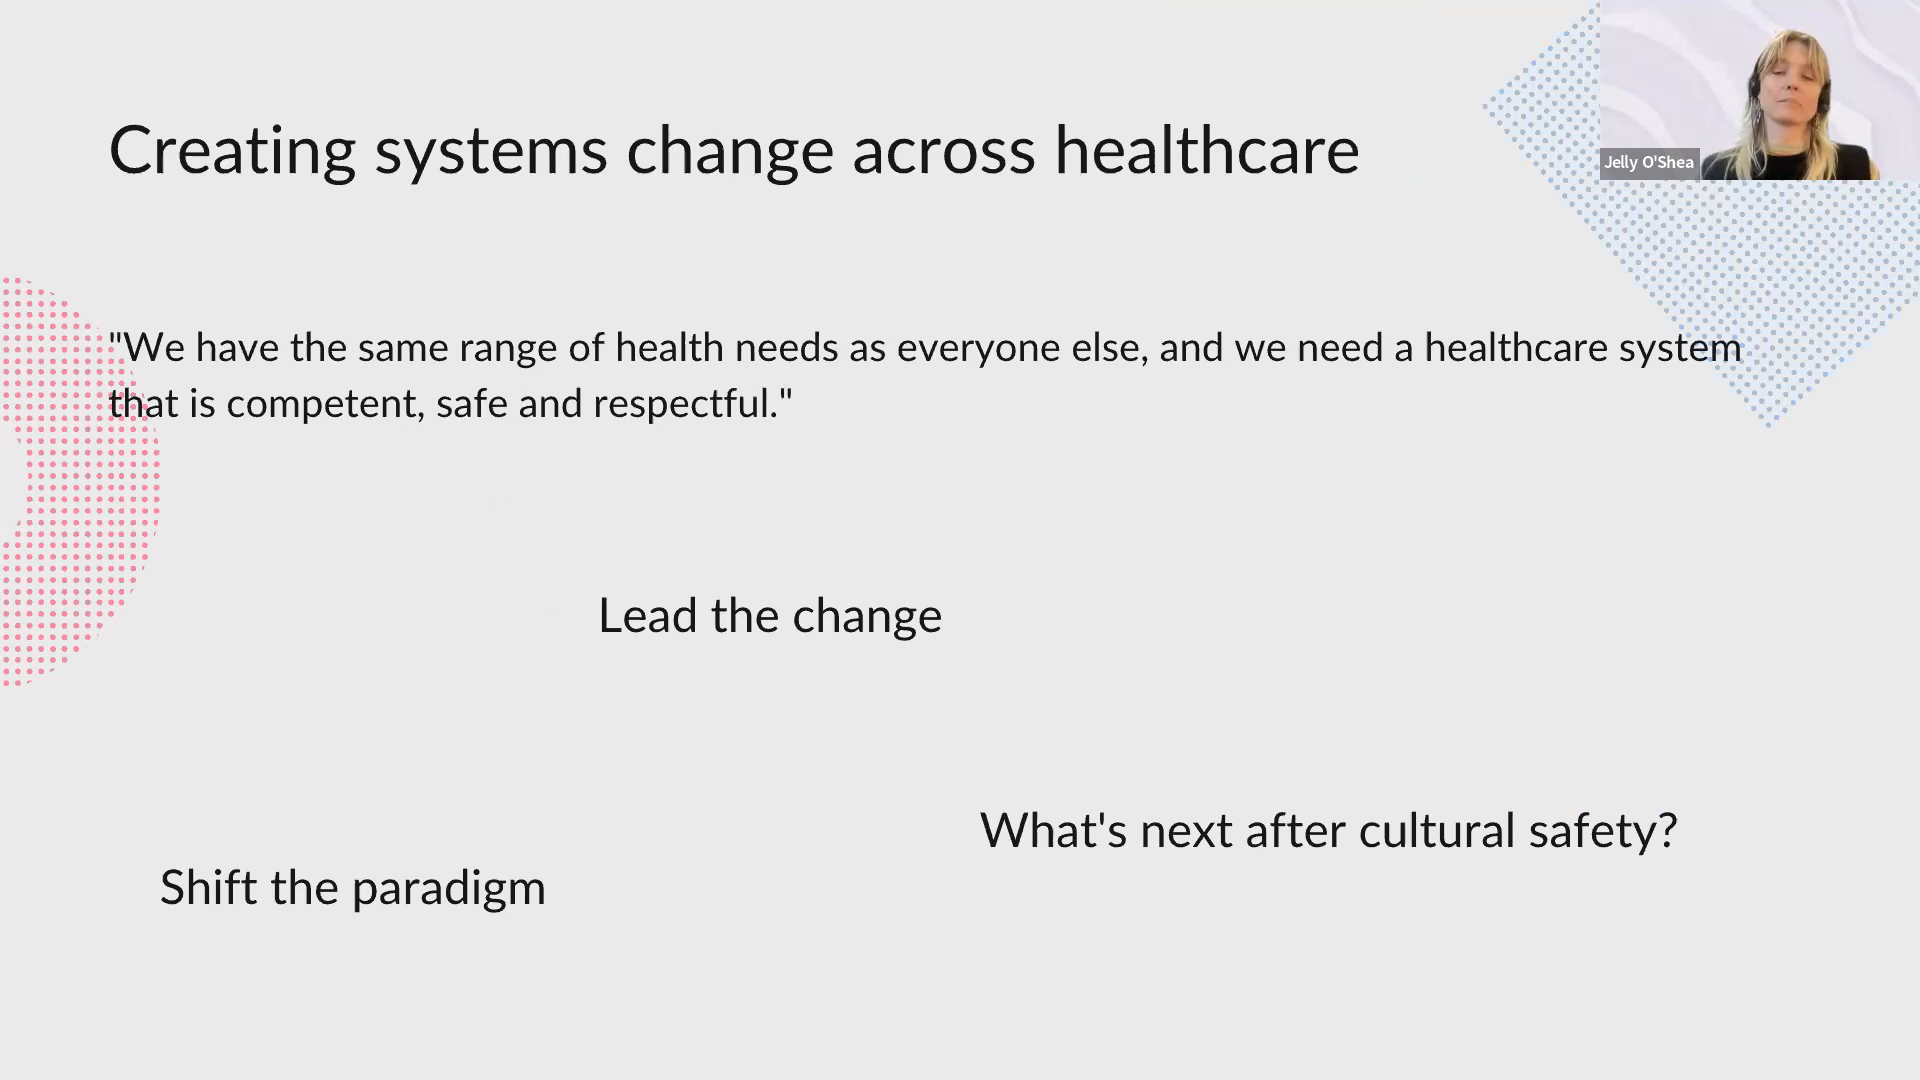 Creating systems change across healthcare
Jelly O'Shea
"We have the same range of health needs as everyone else, and we need a healthcare system
that is competent, safe and respectful."
Lead the change
What's next after cultural safety?
Shift the paradigm